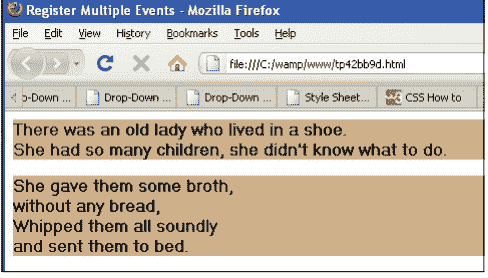 Register Multiple Events - Mozilla Firefox
File Edit View History Bookmarks Tools Help
file:///C:/wamp/www/tp42bb9d.html
p-Down ... Drop-Down ... Drop-Down ... Style Sheet... CSS How to
There was an old lady who lived in a shoe.
She had so many children, she didn't know what to do.
She gave them some broth,
without any bread,
Whipped them all soundly
and sent them to bed.